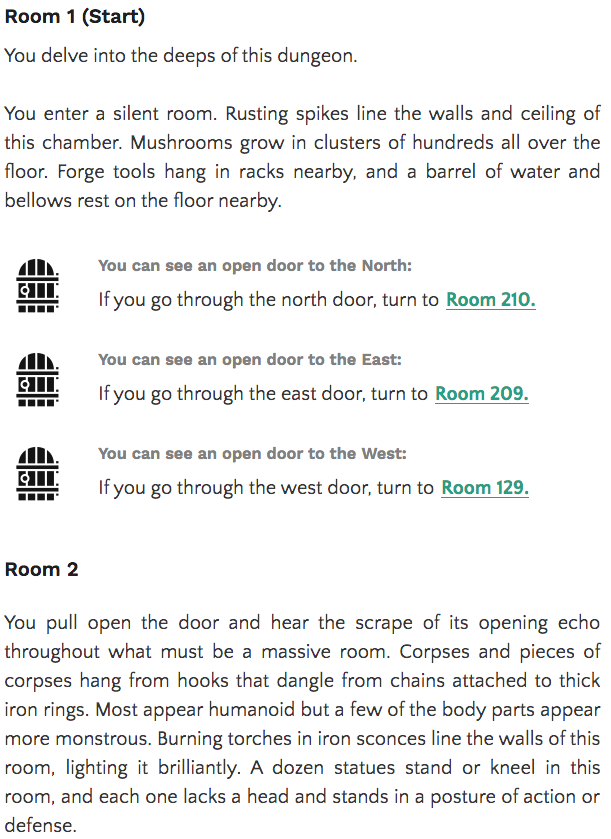 Room 1 (Start)
You delve into the deeps of this dungeon.
You enter a silent room. Rusting spikes line the walls and ceiling of
this chamber. Mushrooms grow in clusters of hundreds all over the
floor. Forge tools hang in racks nearby, and a barrel of water and
bellows rest on the floor nearby.
You can see an open door to the North:
If you go through the north door, turn to Room 210.
You can see an open door to the East:
If you go through the east door, turn to Room 209.
You can see an open door to the West:
If you go through the west door, turn to Room 129.
Room 2
You pull open the door and hear the scrape of its opening echo
throughout what must be a massive room. Corpses and pieces of
corpses hang from hooks that dangle from chains attached to thick
iron rings. Most appear humanoid but a few of the body parts appear
more monstrous. Burning torches in iron sconces line the walls of this
room, lighting it brilliantly. A dozen statues stand or kneel in this
room, and each one lacks a head and stands in a posture of action or
defense.